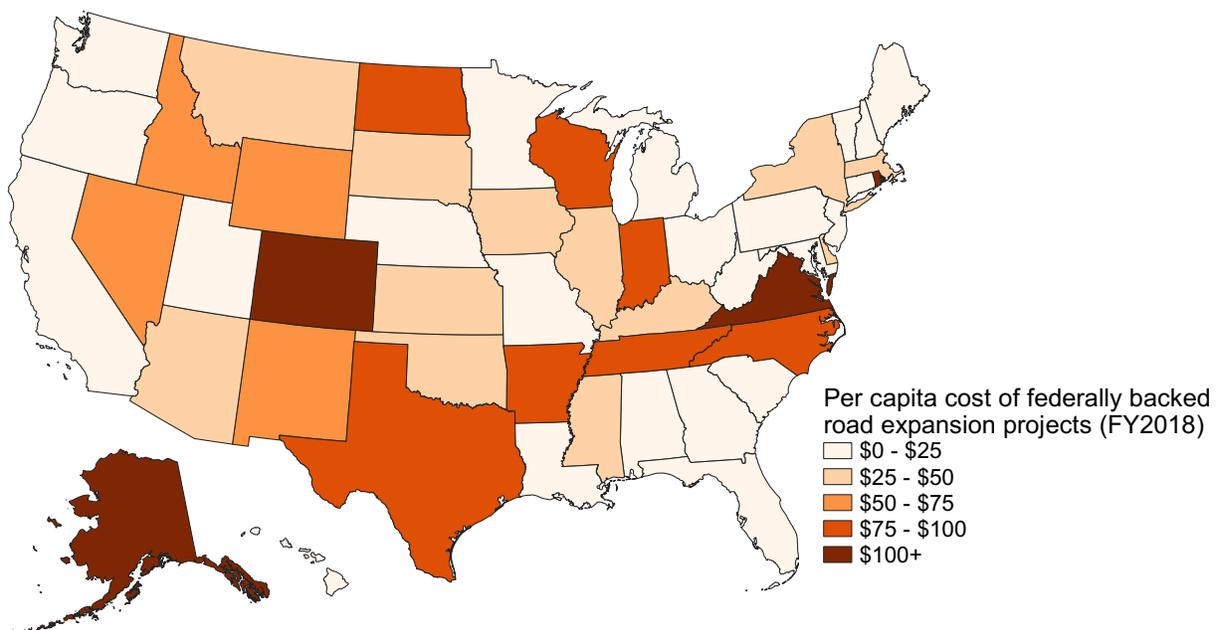 Per capita cost of federally backed
road expansion projects (FY2018)
$0 - $25
$25 - $50
$50 - $75
$75 - $100
$100+